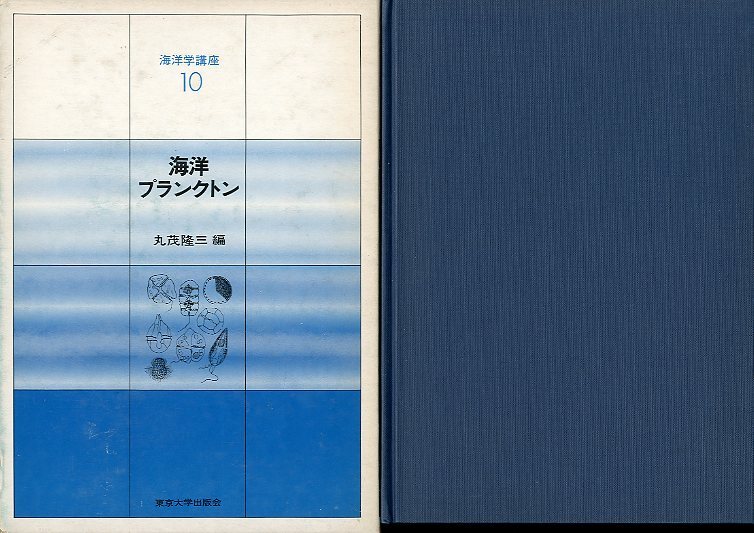 海洋学講座
10
海洋
プランクトン
丸茂隆三 編
東京大学出版会